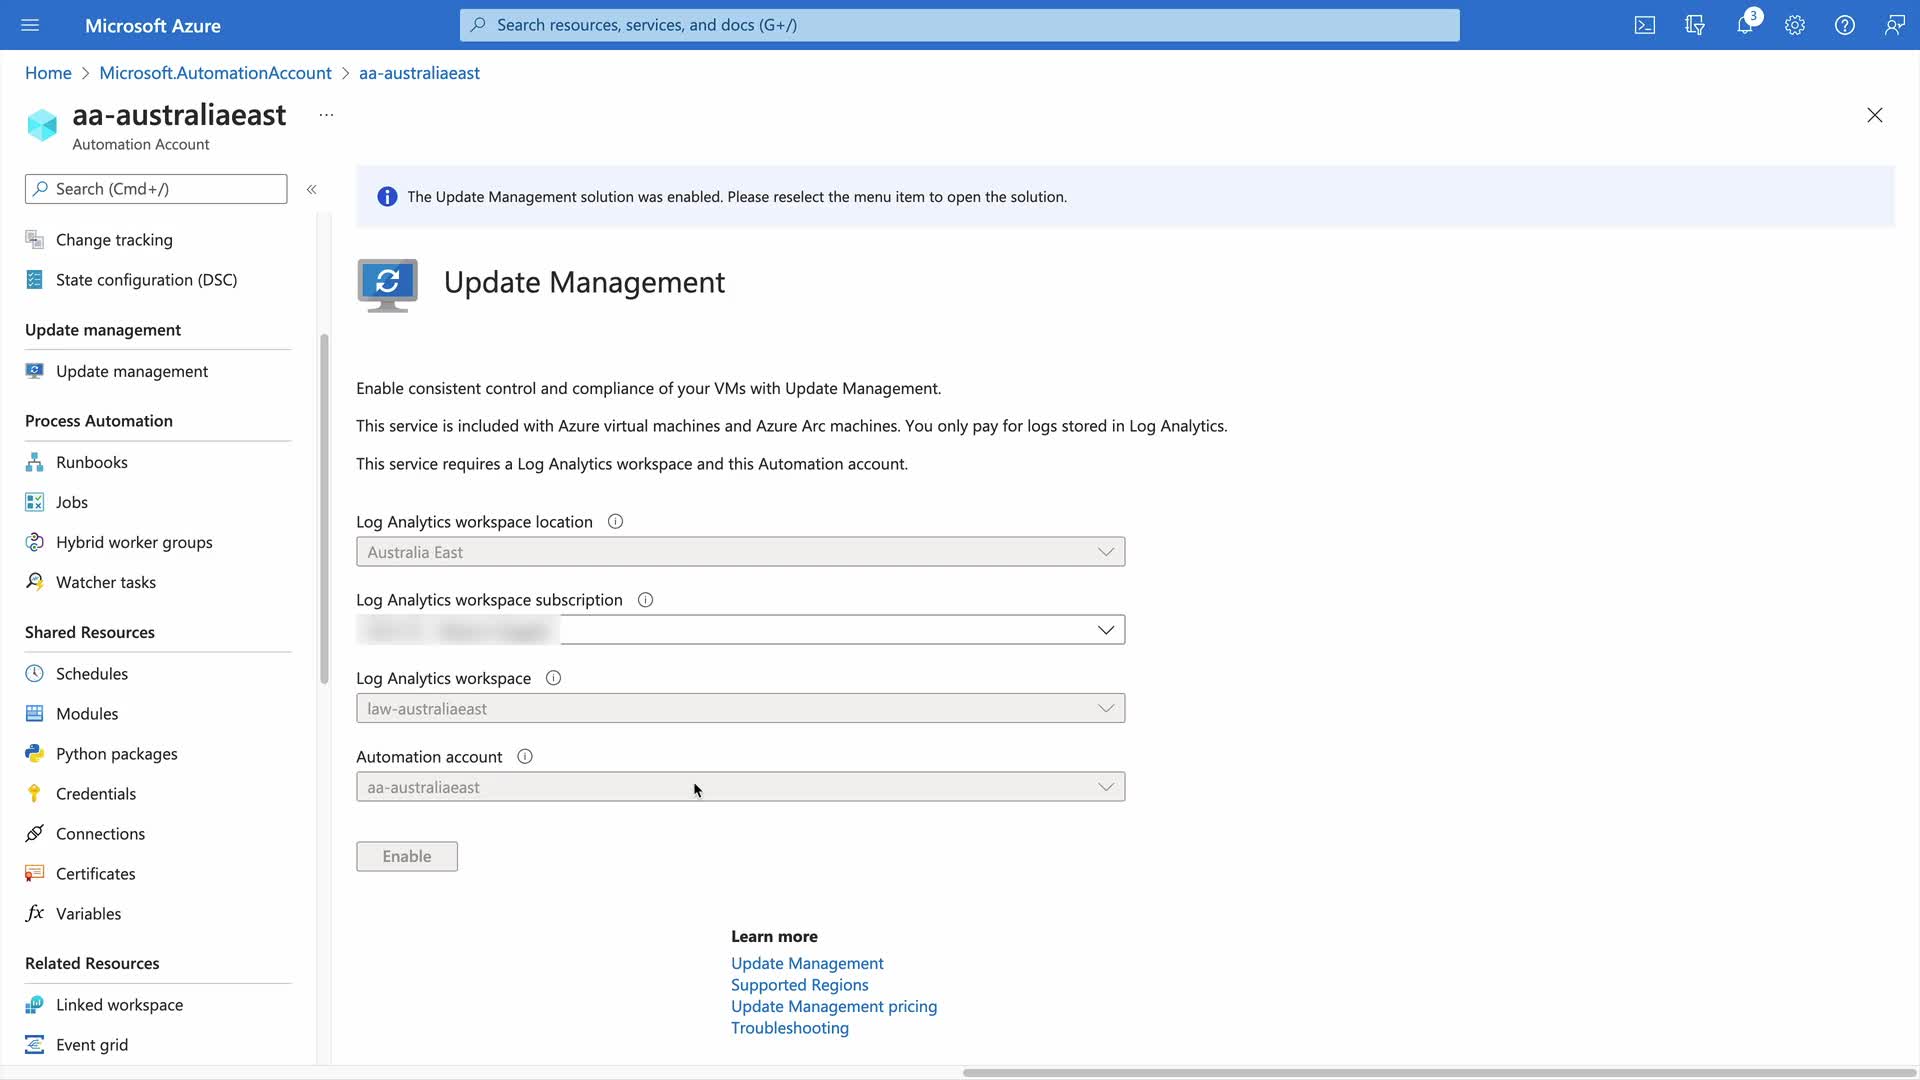 Microsoft Azure
Search resources, services, and docs (G+/)
3
Home > Microsoft.AutomationAccount > aa-australiaeast
aa-australiaeast ...
Automation Account
Search (Cmd+/)
«
The Update Management solution was enabled. Please reselect the menu item to open the solution.
Change tracking
State configuration (DSC)
Update management
Update management
Process Automation
Runbooks
Jobs
Hybrid worker groups
Watcher tasks
Shared Resources
Schedules
Modules
Python packages
Credentials
Connections
Certificates
Variables
Related Resources
Linked workspace
Event grid
Update Management
Enable consistent control and compliance of your VMs with Update Management.
This service is included with Azure virtual machines and Azure Arc machines. You only pay for logs stored in Log Analytics.
This service requires a Log Analytics workspace and this Automation account.
Log Analytics workspace location
Australia East
Log Analytics workspace subscription
Log Analytics workspace
law-australiaeast
Automation account
aa-australiaeast
Enable
Learn more
Update Management
Supported Regions
Update Management pricing
Troubleshooting